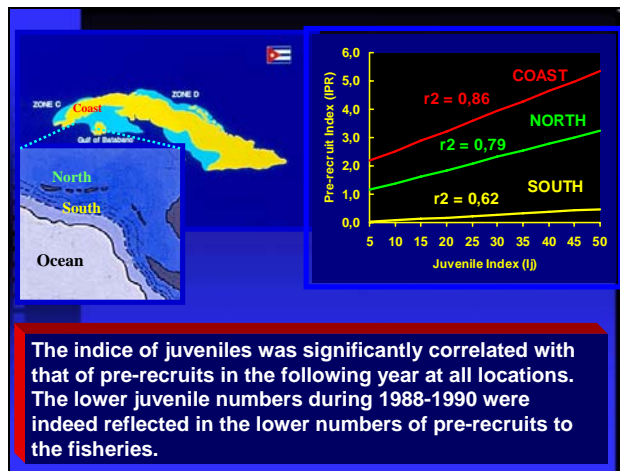 ZONE C
Coast
ZONE D
Gulf of Batabano
North
South
Ocean
6,0
5,0
4,0
3,0
2,0
1,0
0,0
Pre-recruit Index (IPR)
COAST
r2 = 0,86
NORTH
r2 = 0,79
SOUTH
r2 = 0,62
5 10 15 20 25 30 35 40 45 50
Juvenile Index (Ij)
The indice of juveniles was significantly correlated with
that of pre-recruits in the following year at all locations.
The lower juvenile numbers during 1988-1990 were
indeed reflected in the lower numbers of pre-recruits to
the fisheries.